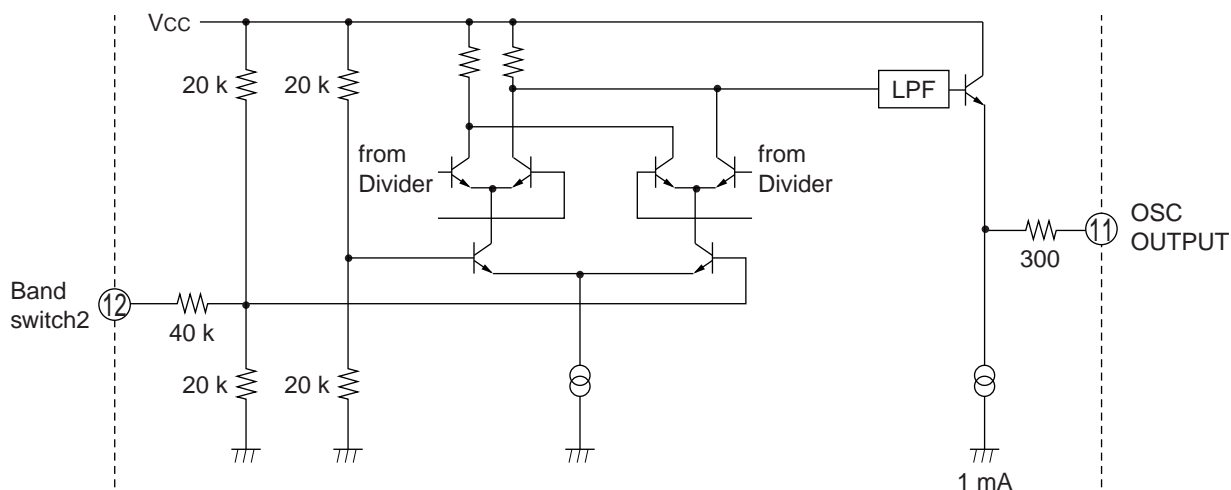 VCC
20 k
20 k
LPF
from
Divider
from
Divider
11
OSC
OUTPUT
300
Band
switch2
12
40 k
20 k
20 k
1 mA